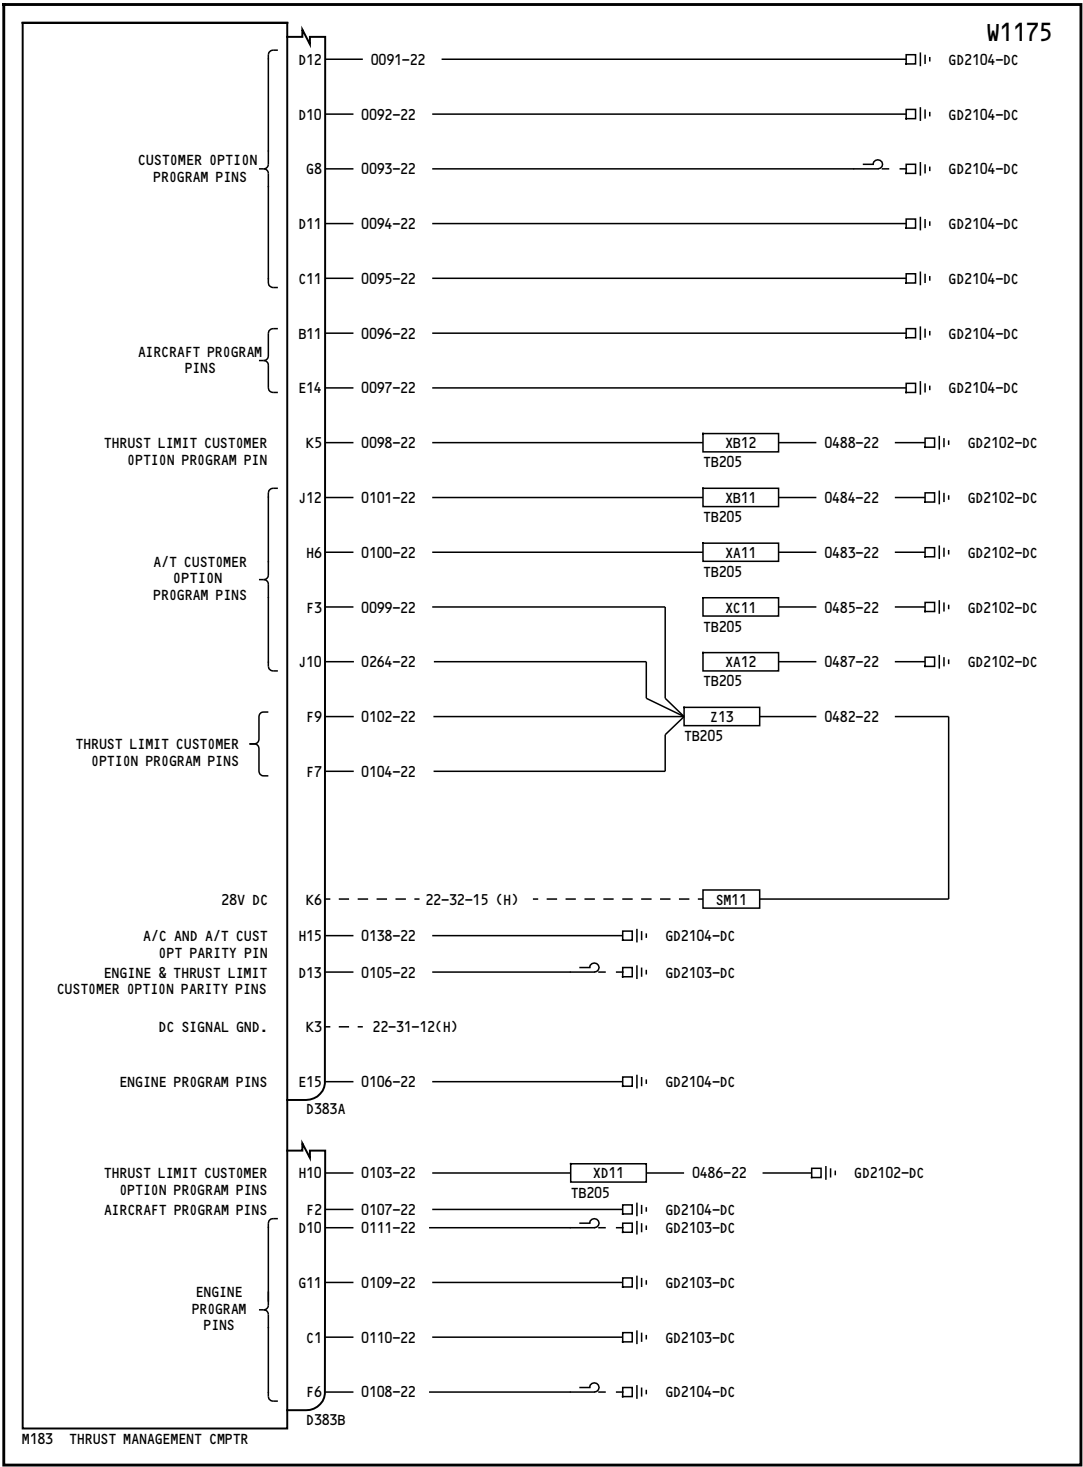 W1175
D12 0091-22 GD2104-DC
D10 0092-22 GD2104-DC
CUSTOMER OPTION
PROGRAM PINS
G8 0093-22 GD2104-DC
D11 0094-22 GD2104-DC
C11 0095-22 GD2104-DC
B11 0096-22 GD2104-DC
AIRCRAFT PROGRAM
PINS
E14 0097-22 GD2104-DC
THRUST LIMIT CUSTOMER
OPTION PROGRAM PIN
K5 0098-22 XB12 0488-22 GD2102-DC
TB205
J12 0101-22 XB11 0484-22 GD2102-DC
TB205
A/T CUSTOMER
OPTION
PROGRAM PINS
H6 0100-22 XA11 0483-22 GD2102-DC
TB205
F3 0099-22 XC11 0485-22 GD2102-DC
TB205
J10 0264-22 XA12 0487-22 GD2102-DC
TB205
F9 0102-22 Z13 0482-22
TB205
THRUST LIMIT CUSTOMER
OPTION PROGRAM PINS
F7 0104-22
28V DC K6 22-32-15 (H) SM11
A/C AND A/T CUST
OPT PARITY PIN
H15 0138-22 GD2104-DC
ENGINE & THRUST LIMIT
CUSTOMER OPTION PARITY PINS
D13 0105-22 GD2103-DC
DC SIGNAL GND. K3 22-31-12(H)
ENGINE PROGRAM PINS E15 0106-22 GD2104-DC
D383A
THRUST LIMIT CUSTOMER
OPTION PROGRAM PINS
H10 0103-22 XD11 0486-22 GD2102-DC
TB205
AIRCRAFT PROGRAM PINS F2 0107-22 GD2104-DC
D10 0111-22 GD2103-DC
G11 0109-22 GD2103-DC
ENGINE
PROGRAM
PINS
C1 0110-22 GD2103-DC
F6 0108-22 GD2104-DC
D383B
M183 THRUST MANAGEMENT CMPTR